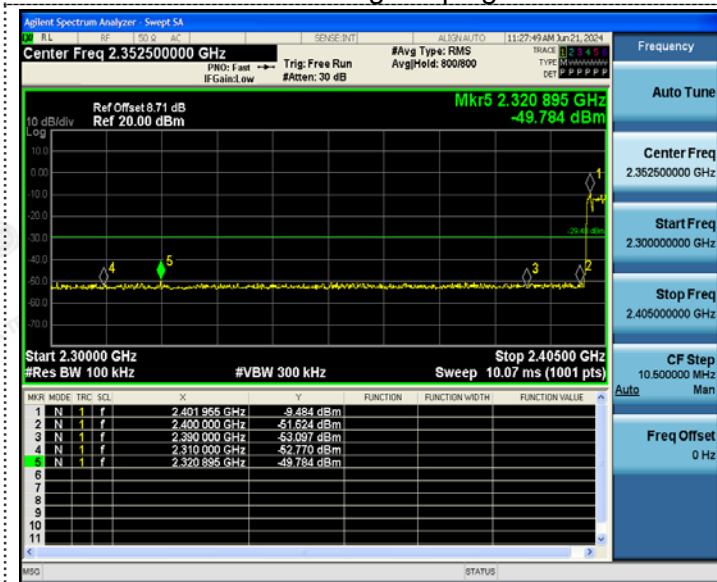 Agilent Spectrum Analyzer - Swept SA
RL RF 50 Ω AC SENSE:INT ALIGN AUTO 11:27:49 AM Jun 21, 2024
Center Freq 2.352500000 GHz
PNO: Fast
IFGain:Low
Trig: Free Run
#Atten: 30 dB
#Avg Type: RMS
Avg|Hold: 800/800
TRACE 1 2 3 4 5 6
TYPE M
DET P P P P P P
Ref Offset 8.71 dB
Ref 20.00 dBm
10 dB/div
Log
Mkr5 2.320 895 GHz
-49.784 dBm
10.0
0.00
-10.0
-20.0
-30.0
-40.0
-50.0
-60.0
-70.0
1
-29.48 dBm
4
5
3
2
Start 2.30000 GHz Stop 2.40500 GHz
#Res BW 100 kHz #VBW 300 kHz Sweep 10.07 ms (1001 pts)
MKR MODE TRC SCL X Y FUNCTION FUNCTION WIDTH FUNCTION VALUE
1 N 1 f 2.401 955 GHz -9.484 dBm
2 N 1 f 2.400 000 GHz -51.624 dBm
3 N 1 f 2.390 000 GHz -53.097 dBm
4 N 1 f 2.310 000 GHz -52.770 dBm
5 N 1 f 2.320 895 GHz -49.784 dBm
6
7
8
9
10
11
MSG STATUS
Frequency
Auto Tune
Center Freq
2.352500000 GHz
Start Freq
2.300000000 GHz
Stop Freq
2.405000000 GHz
CF Step
10.500000 MHz
Auto Man
Freq Offset
0 Hz